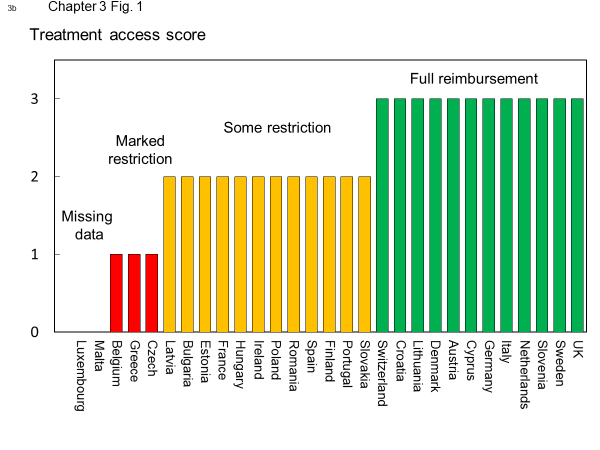 3b
Chapter 3 Fig. 1
Treatment access score
Full reimbursement
3
Some restriction
Marked
restriction
2
Missing
data
1
0
Luxembourg
Malta
Belgium
Greece
Czech
Latvia
Bulgaria
Estonia
France
Hungary
Ireland
Poland
Romania
Spain
Finland
Portugal
Slovakia
Switzerland
Croatia
Lithuania
Denmark
Austria
Cyprus
Germany
Italy
Netherlands
Slovenia
Sweden
UK